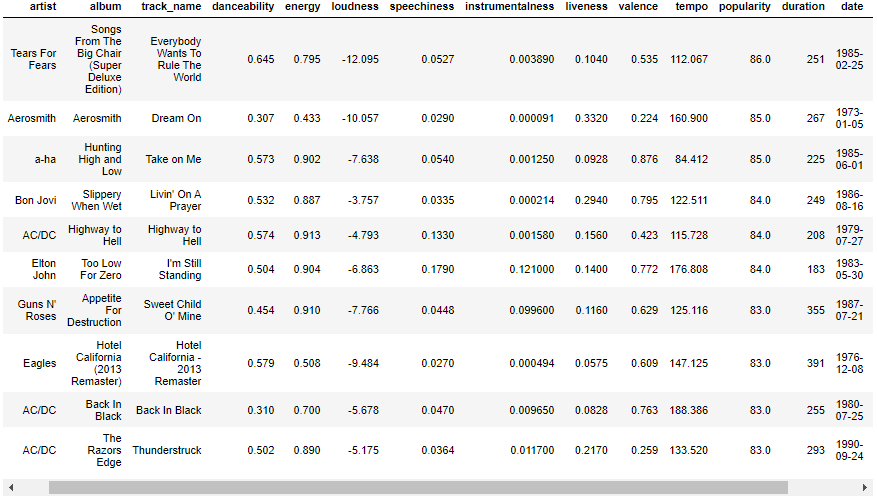 artist album track_name danceability energy loudness speechiness instrumentalness liveness valence tempo popularity duration date
Tears For Fears Songs From The Big Chair (Super Deluxe Edition) Everybody Wants To Rule The World 0.645 0.795 -12.095 0.0527 0.003890 0.1040 0.535 112.067 86.0 251 1985-02-25
Aerosmith Aerosmith Dream On 0.307 0.433 -10.057 0.0290 0.000091 0.3320 0.224 160.900 85.0 267 1973-01-05
a-ha Hunting High and Low Take on Me 0.573 0.902 -7.638 0.0540 0.001250 0.0928 0.876 84.412 85.0 225 1985-06-01
Bon Jovi Slippery When Wet Livin' On A Prayer 0.532 0.887 -3.757 0.0335 0.000214 0.2940 0.795 122.511 84.0 249 1986-08-16
AC/DC Highway to Hell Highway to Hell 0.574 0.913 -4.793 0.1330 0.001580 0.1560 0.423 115.728 84.0 208 1979-07-27
Elton John Too Low For Zero I'm Still Standing 0.504 0.904 -6.863 0.1790 0.121000 0.1400 0.772 176.808 84.0 183 1983-05-30
Guns N' Roses Appetite For Destruction Sweet Child O' Mine 0.454 0.910 -7.766 0.0448 0.099600 0.1160 0.629 125.116 83.0 355 1987-07-21
Eagles Hotel California (2013 Remaster) Hotel California - 2013 Remaster 0.579 0.508 -9.484 0.0270 0.000494 0.0575 0.609 147.125 83.0 391 1976-12-08
AC/DC Back In Black Back In Black 0.310 0.700 -5.678 0.0470 0.009650 0.0828 0.763 188.386 83.0 255 1980-07-25
AC/DC The Razors Edge Thunderstruck 0.502 0.890 -5.175 0.0364 0.011700 0.2170 0.259 133.520 83.0 293 1990-09-24